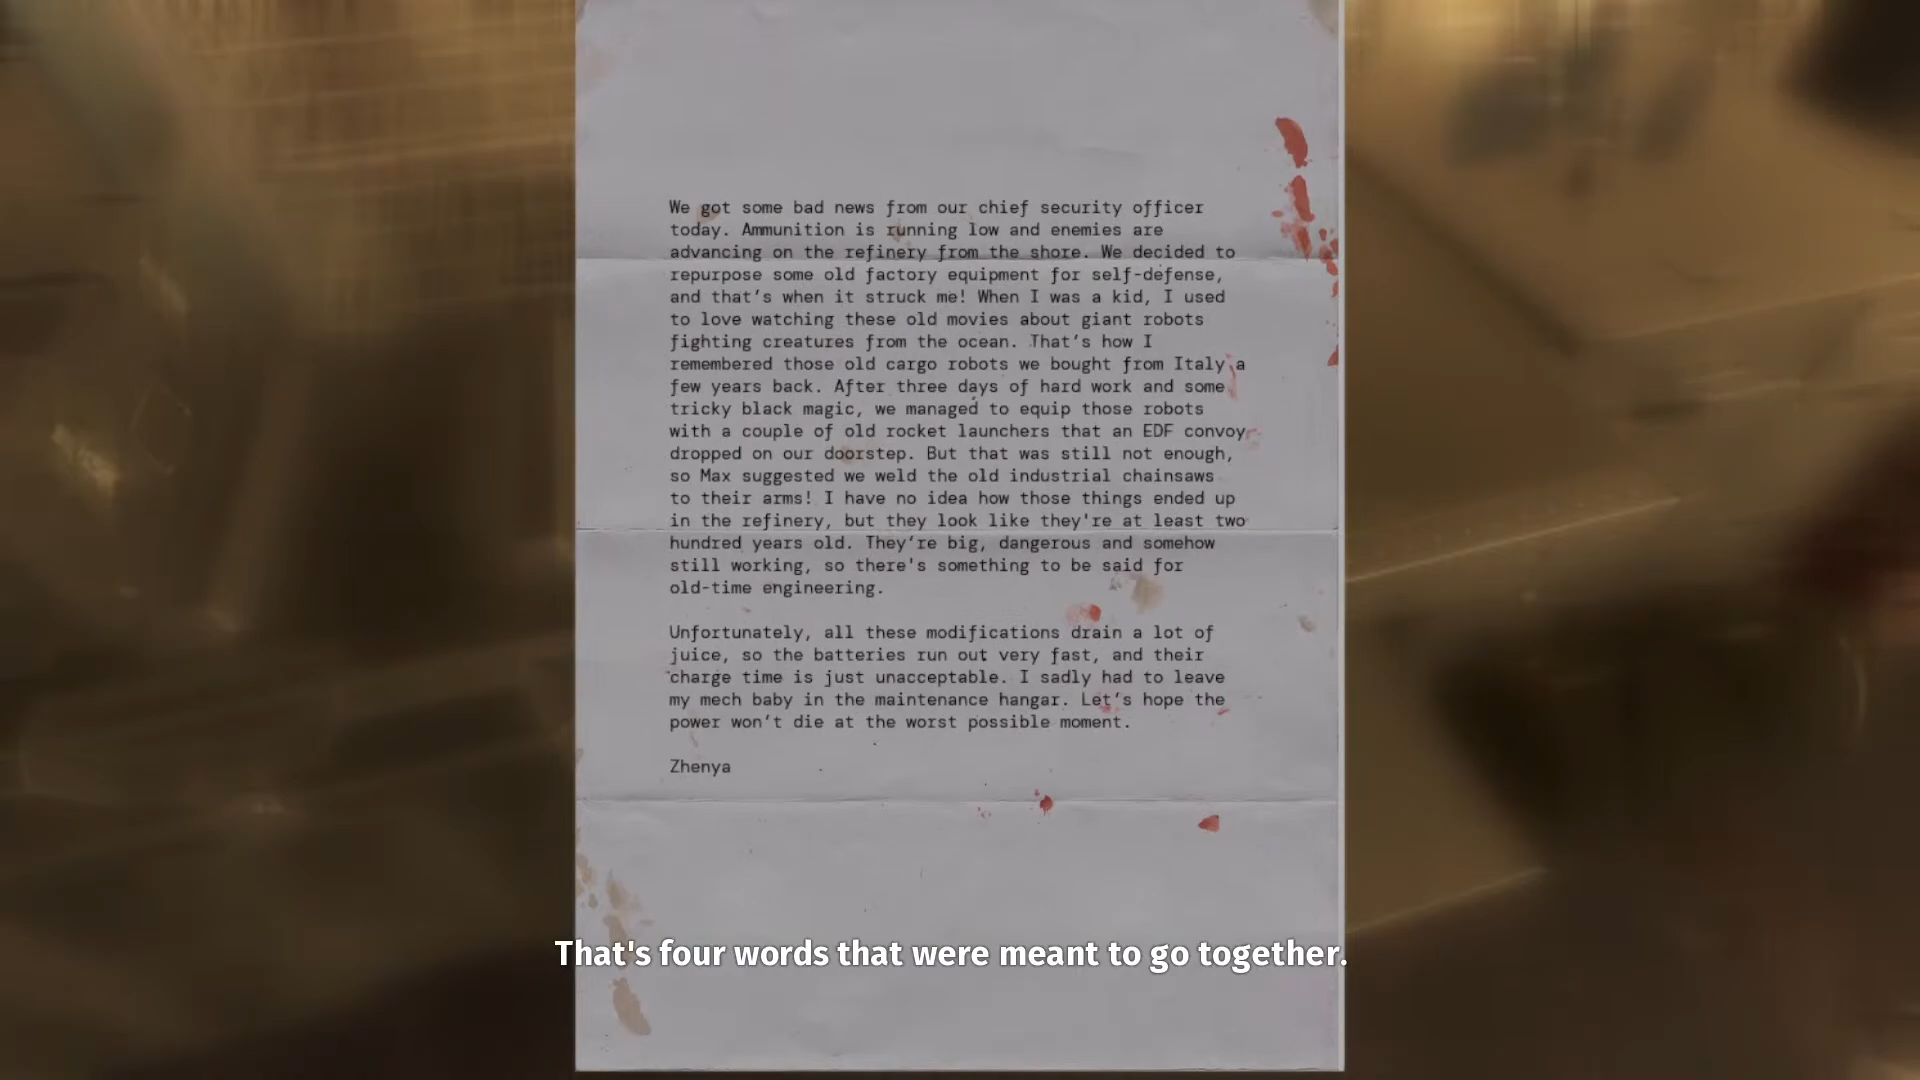 We got some bad news from our chief security officer
today. Ammunition is running low and enemies are
advancing on the refinery from the shore. We decided to
repurpose some old factory equipment for self-defense,
and that’s when it struck me! When I was a kid, I used
to love watching these old movies about giant robots
fighting creatures from the ocean. That’s how I
remembered those old cargo robots we bought from Italy a
few years back. After three days of hard work and some
tricky black magic, we managed to equip those robots
with a couple of old rocket launchers that an EDF convoy
dropped on our doorstep. But that was still not enough,
so Max suggested we weld the old industrial chainsaws
to their arms! I have no idea how those things ended up
in the refinery, but they look like they're at least two
hundred years old. They’re big, dangerous and somehow
still working, so there's something to be said for
old-time engineering.
Unfortunately, all these modifications drain a lot of
juice, so the batteries run out very fast, and their
charge time is just unacceptable. I sadly had to leave
my mech baby in the maintenance hangar. Let’s hope the
power won’t die at the worst possible moment.
Zhenya
That's four words that were meant to go together.